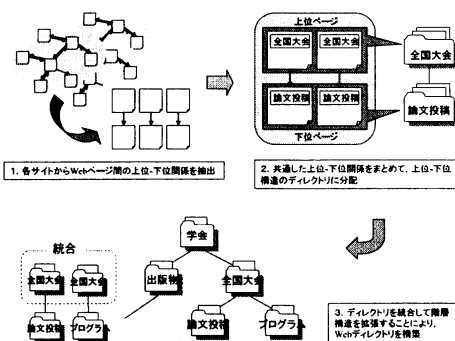 上位ページ
全国大会 全国大会
全国大会
論文投稿 論文投稿
論文投稿
下位ページ
1. 各サイトからWebページ間の上位-下位関係を抽出
2. 共通した上位-下位関係をまとめて、上位-下位
構造のディレクトリに分配
学会
統合
全国大会 全国大会
出版物
全国大会
論文投稿 プログラム
論文投稿
プログラム
3. ディレクトリを統合して階層
構造を拡張することにより、
Webディレクトリを構築